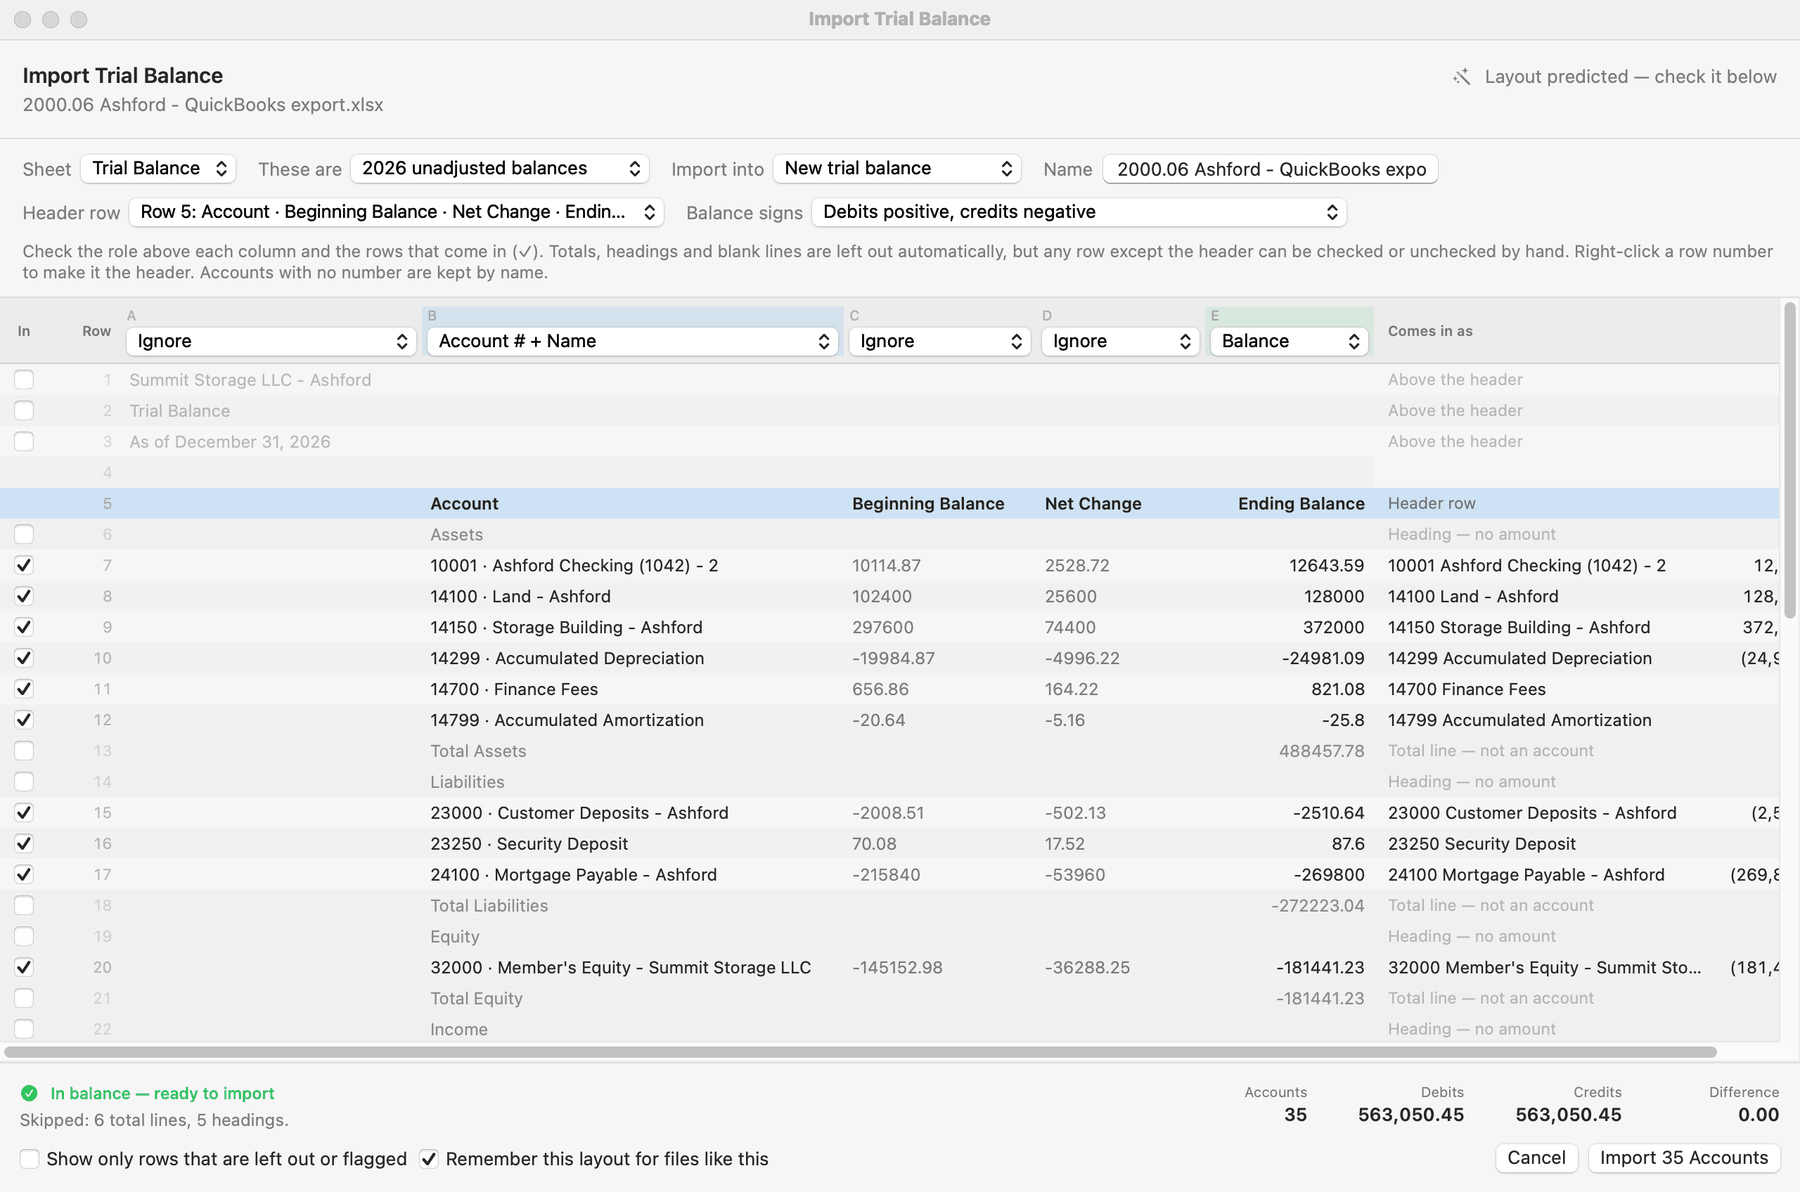 Import Trial Balance
Import Trial Balance
Layout predicted — check it below
2000.06 Ashford - QuickBooks export.xlsx
Sheet Trial Balance These are 2026 unadjusted balances Import into New trial balance Name 2000.06 Ashford - QuickBooks expo
Header row Row 5: Account · Beginning Balance · Net Change · Endin... Balance signs Debits positive, credits negative
Check the role above each column and the rows that come in (✓). Totals, headings and blank lines are left out automatically, but any row except the header can be checked or unchecked by hand. Right-click a row number
to make it the header. Accounts with no number are kept by name.
A B C D E
In Row Ignore Account # + Name Ignore Ignore Balance Comes in as
1 Summit Storage LLC - Ashford Above the header
2 Trial Balance Above the header
3 As of December 31, 2026 Above the header
4
5 Account Beginning Balance Net Change Ending Balance Header row
6 Assets Heading — no amount
7 10001 · Ashford Checking (1042) - 2 10114.87 2528.72 12643.59 10001 Ashford Checking (1042) - 2 12,
8 14100 · Land - Ashford 102400 25600 128000 14100 Land - Ashford 128,
9 14150 · Storage Building - Ashford 297600 74400 372000 14150 Storage Building - Ashford 372,
10 14299 · Accumulated Depreciation -19984.87 -4996.22 -24981.09 14299 Accumulated Depreciation (24,9
11 14700 · Finance Fees 656.86 164.22 821.08 14700 Finance Fees
12 14799 · Accumulated Amortization -20.64 -5.16 -25.8 14799 Accumulated Amortization
13 Total Assets 488457.78 Total line — not an account
14 Liabilities Heading — no amount
15 23000 · Customer Deposits - Ashford -2008.51 -502.13 -2510.64 23000 Customer Deposits - Ashford (2,5
16 23250 · Security Deposit 70.08 17.52 87.6 23250 Security Deposit
17 24100 · Mortgage Payable - Ashford -215840 -53960 -269800 24100 Mortgage Payable - Ashford (269,8
18 Total Liabilities -272223.04 Total line — not an account
19 Equity Heading — no amount
20 32000 · Member's Equity - Summit Storage LLC -145152.98 -36288.25 -181441.23 32000 Member's Equity - Summit Sto... (181,4
21 Total Equity -181441.23 Total line — not an account
22 Income Heading — no amount
In balance — ready to import
Skipped: 6 total lines, 5 headings.
Accounts Debits Credits Difference
35 563,050.45 563,050.45 0.00
Show only rows that are left out or flagged Remember this layout for files like this
Cancel Import 35 Accounts